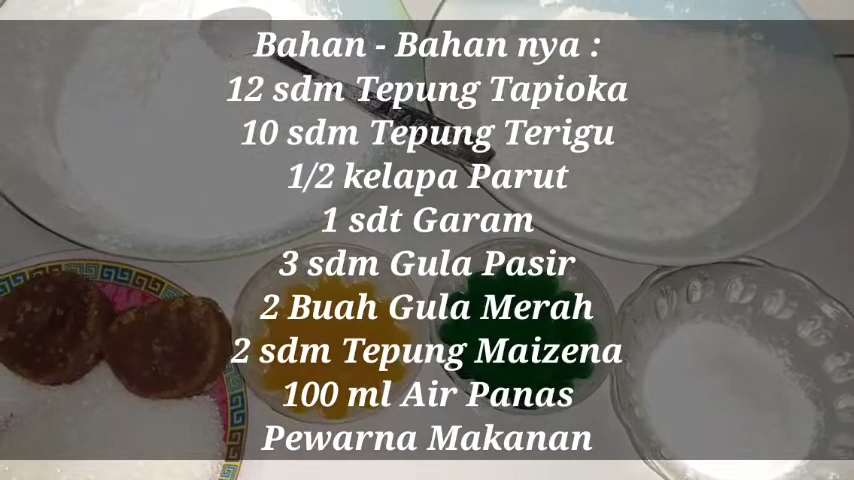 Bahan - Bahan nya :
12 sdm Tepung Tapioka
10 sdm Tepung Terigu
1/2 kelapa Parut
1 sdt Garam
3 sdm Gula Pasir
2 Buah Gula Merah
2 sdm Tepung Maizena
100 ml Air Panas
Pewarna Makanan